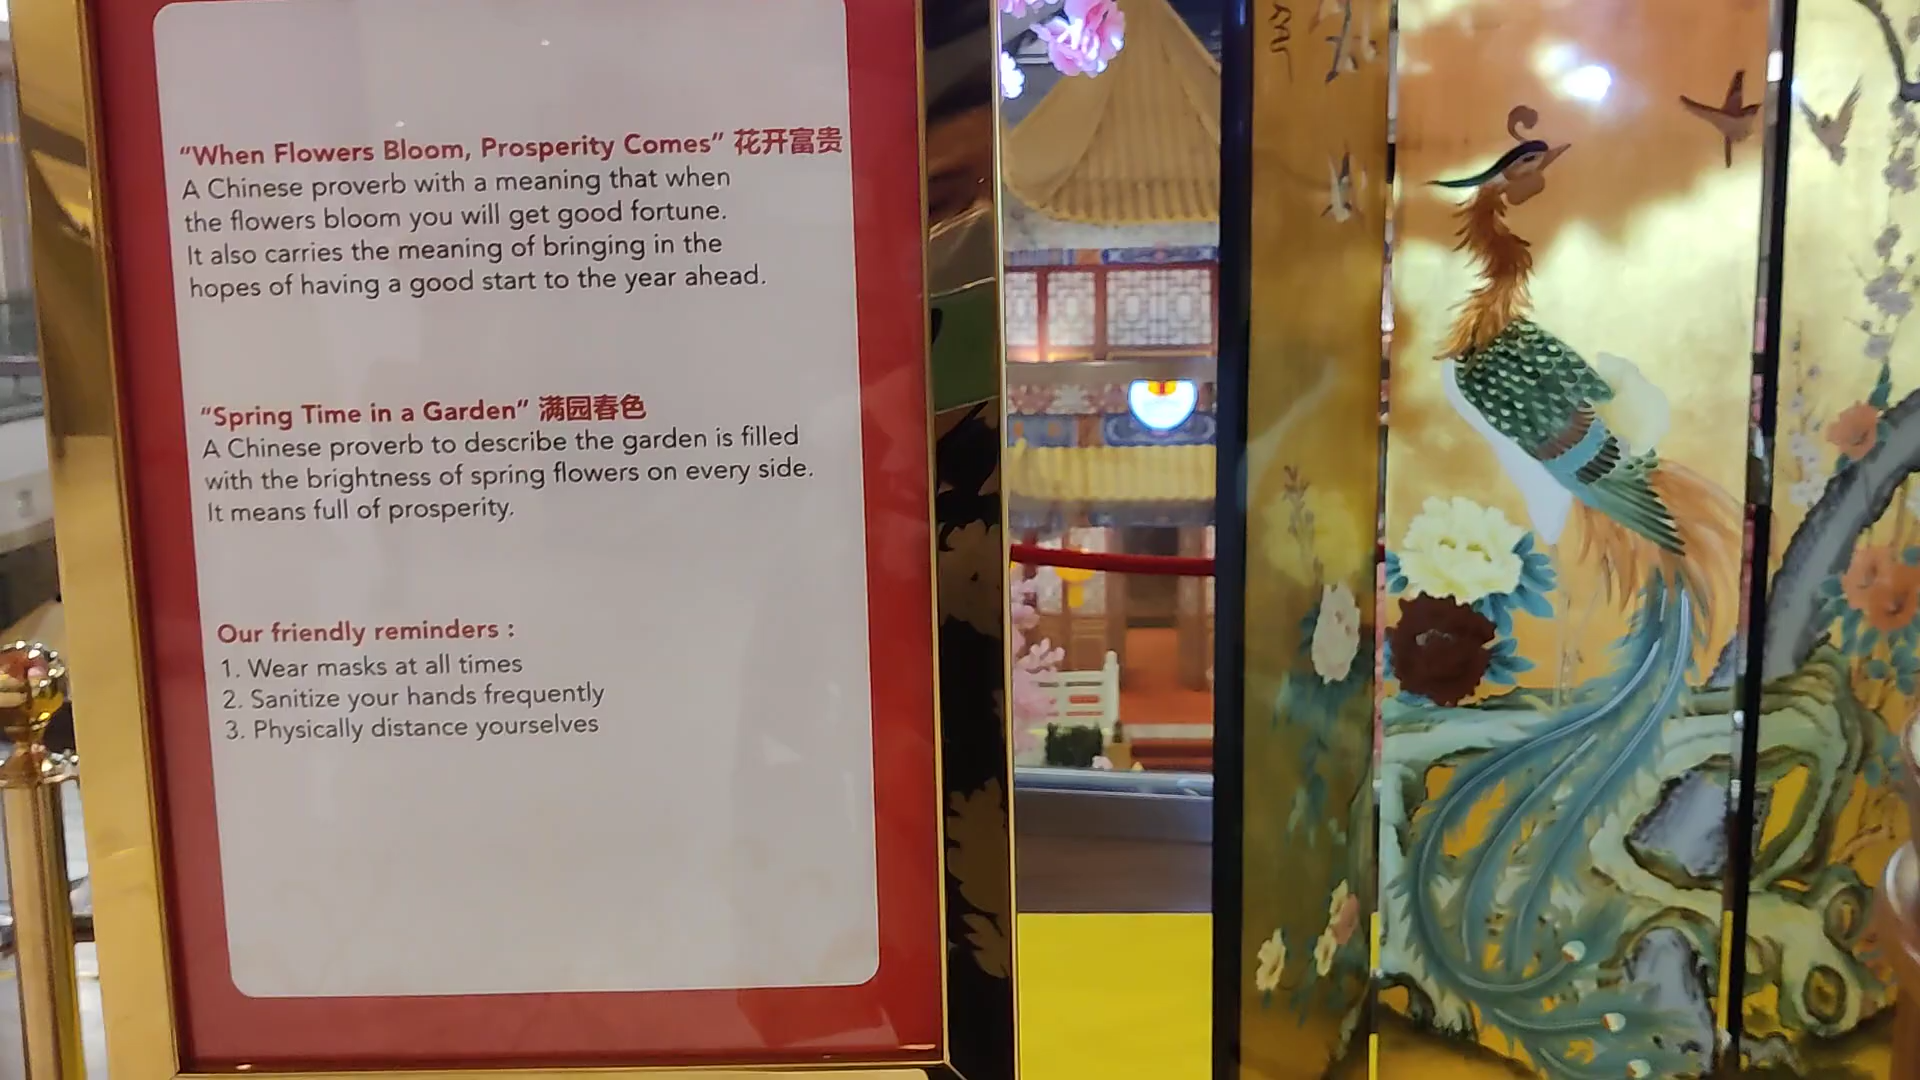 “When Flowers Bloom, Prosperity Comes” 花开富贵
A Chinese proverb with a meaning that when
the flowers bloom you will get good fortune.
It also carries the meaning of bringing in the
hopes of having a good start to the year ahead.
“Spring Time in a Garden” 满园春色
A Chinese proverb to describe the garden is filled
with the brightness of spring flowers on every side.
It means full of prosperity.
Our friendly reminders :
1. Wear masks at all times
2. Sanitize your hands frequently
3. Physically distance yourselves